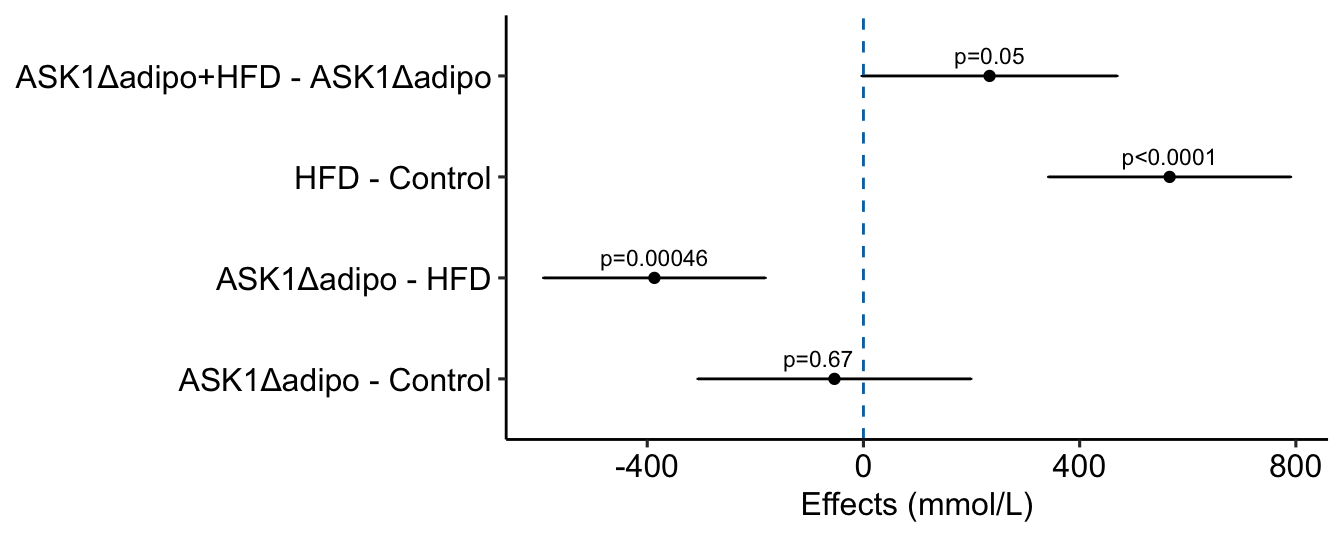 p=0.05
ASK1Δadipo+HFD - ASK1Δadipo
p<0.0001
HFD - Control
p=0.00046
ASK1Δadipo - HFD
p=0.67
ASK1Δadipo - Control
-400 0 400 800
Effects (mmol/L)